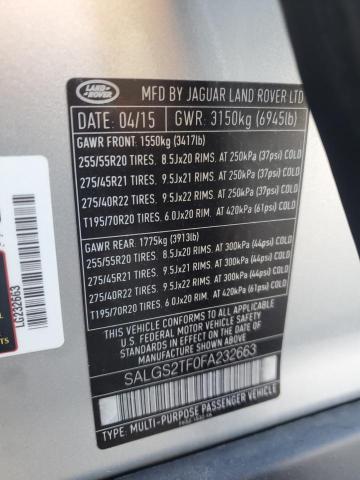 LAND
ROVER
MFD BY JAGUAR LAND ROVER LTD
DATE: 04/15 GWR: 3150kg (6945lb)
GAWR FRONT: 1550kg (3417lb)
255/55R20 TIRES. 8.5Jx20 RIMS. AT 250kPa (37psi) COLD
275/45R21 TIRES. 9.5Jx21 RIMS. AT 250kPa (37psi) COLD
275/40R22 TIRES. 9.5Jx22 RIMS. AT 250kPa (37psi) COLD
T195/70R20 TIRES. 6.0Jx20 RIM. AT 420kPa (61psi) COLD
GAWR REAR: 1775kg (3913lb)
255/55R20 TIRES. 8.5Jx20 RIMS. AT 300kPa (44psi) COLD
275/45R21 TIRES. 9.5Jx21 RIMS. AT 300kPa (44psi) COLD
275/40R22 TIRES. 9.5Jx22 RIMS. AT 300kPa (44psi) COLD
T195/70R20 TIRES. 6.0Jx20 RIM. AT 420kPa (61psi) COLD
THIS VEHICLE CONFORMS TO ALL APPLICABLE
U.S. FEDERAL MOTOR VEHICLE SAFETY
STANDARDS IN EFFECT ON THE DATE OF
MANUFACTURE SHOWN ABOVE.
SALGS2TF0FA232663
TYPE: MULTI-PURPOSE PASSENGER VEHICLE
LG232663